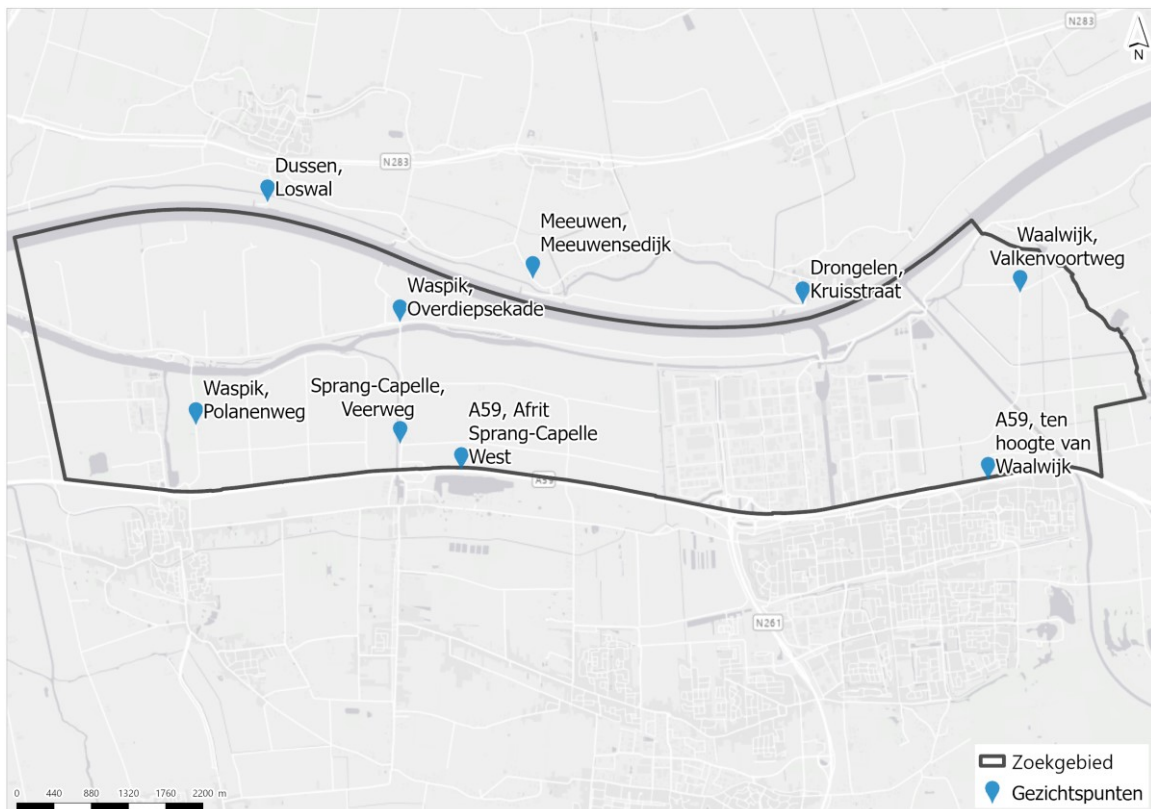 N283
N283
N
N283
Dussen,
Loswal
Meeuwen,
Meeuwensedijk
Waalwijk,
Valkenvoortweg
Drongelen,
Kruisstraat
Waspik,
Overdiepsekade
Waspik,
Polanenweg
Sprang-Capelle,
Veerweg
A59, Afrit
Sprang-Capelle
West
A59, ten
hoogte van
Waalwijk
A59
N261
Zoekgebied
Gezichtspunten
0 440 880 1320 1760 2200 m